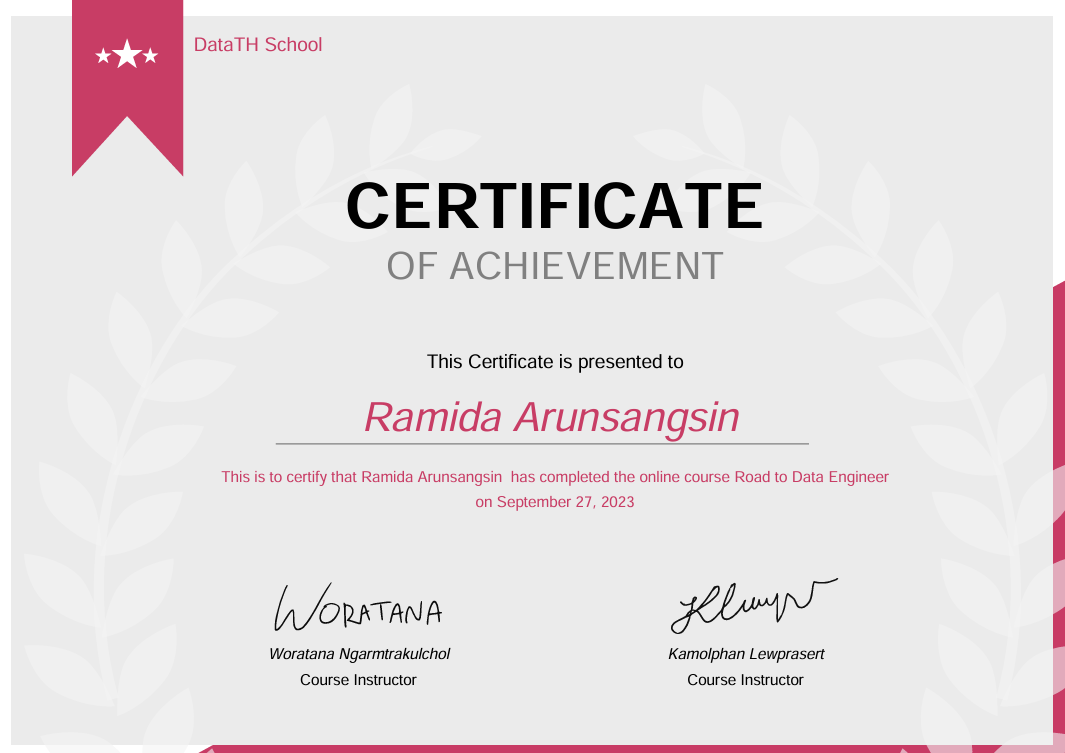 DataTH School
CERTIFICATE
OF ACHIEVEMENT
This Certificate is presented to
Ramida Arunsangsin
This is to certify that Ramida Arunsangsin  has completed the online course Road to Data Engineer
on September 27, 2023
WORATANA
Woratana Ngarmtrakulchol
Course Instructor
Kamolphan Lewprasert
Course Instructor